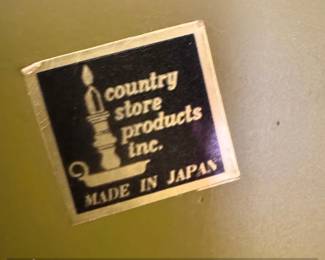 country
store
products
inc.
MADE IN JAPAN